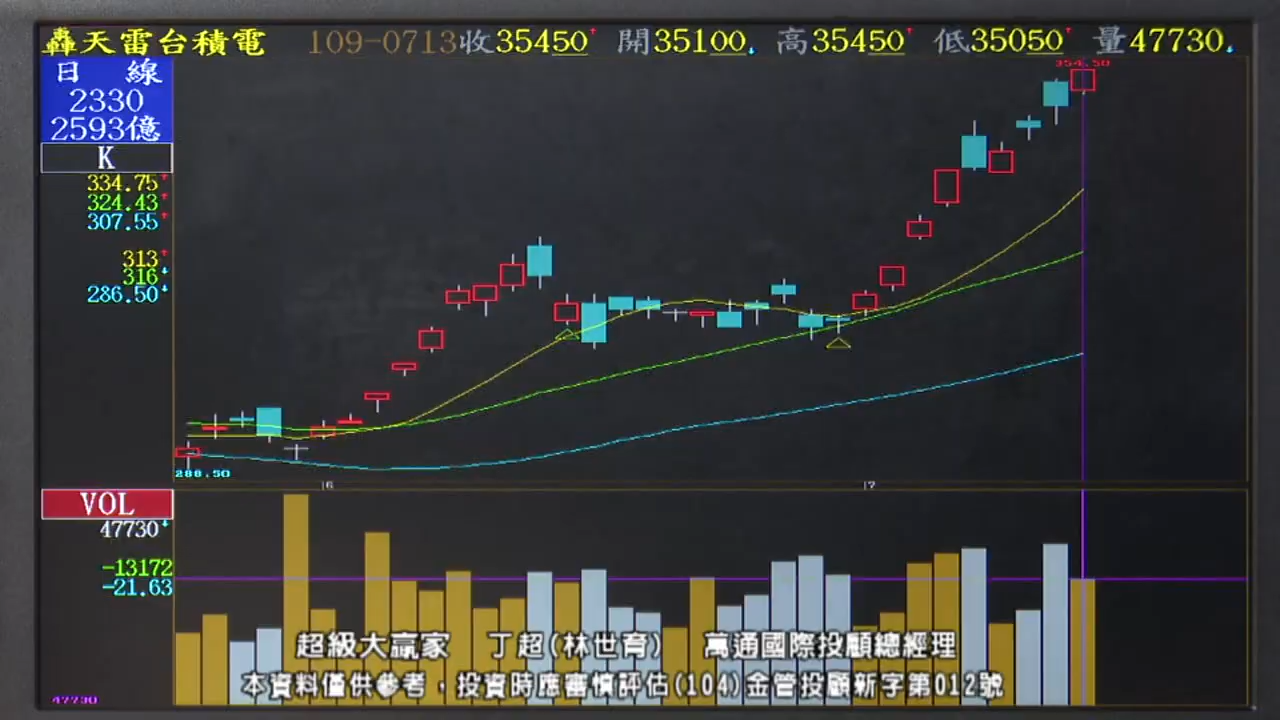 轟天雷台積電 109-0713收35450↑ 開35100↓ 高35450↑ 低35050↑ 量47730↓
日 線
2330
2593億
K
354.50
334.75↑
324.43↑
307.55↑
313↑
316↓
286.50↓
288.50
6 7
VOL
47730↓
-13172
-21.63
超級大贏家 丁超(林世育) 萬通國際投顧總經理
本資料僅供參考,投資時應審慎評估(104)金管投顧新字第012號
47730